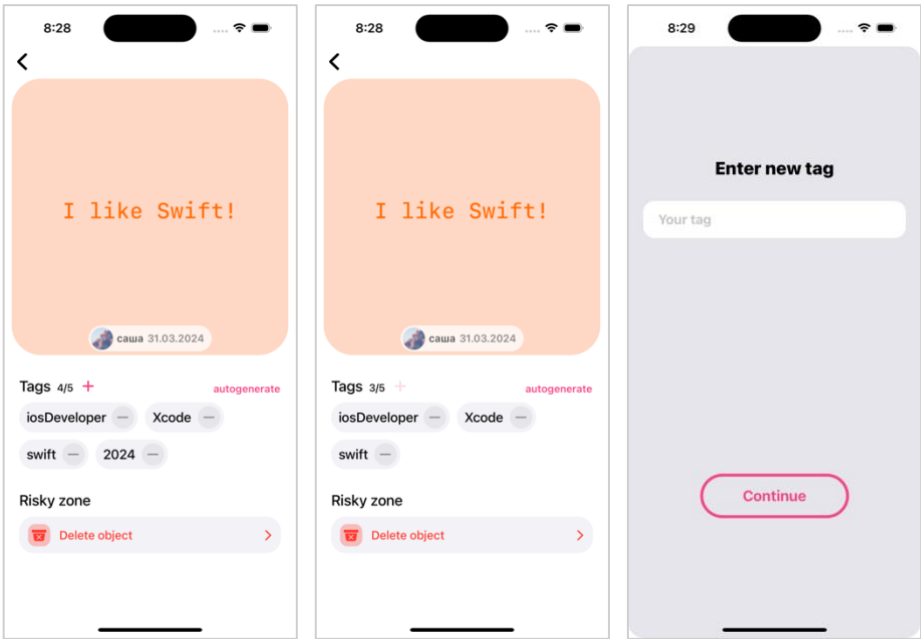 8:28
I like Swift!
саша 31.03.2024
Tags 4/5 +
autogenerate
iosDeveloper —
Xcode —
swift —
2024 —
Risky zone
Delete object
8:28
I like Swift!
саша 31.03.2024
Tags 3/5 +
autogenerate
iosDeveloper —
Xcode —
swift —
Risky zone
Delete object
8:29
Enter new tag
Your tag
Continue